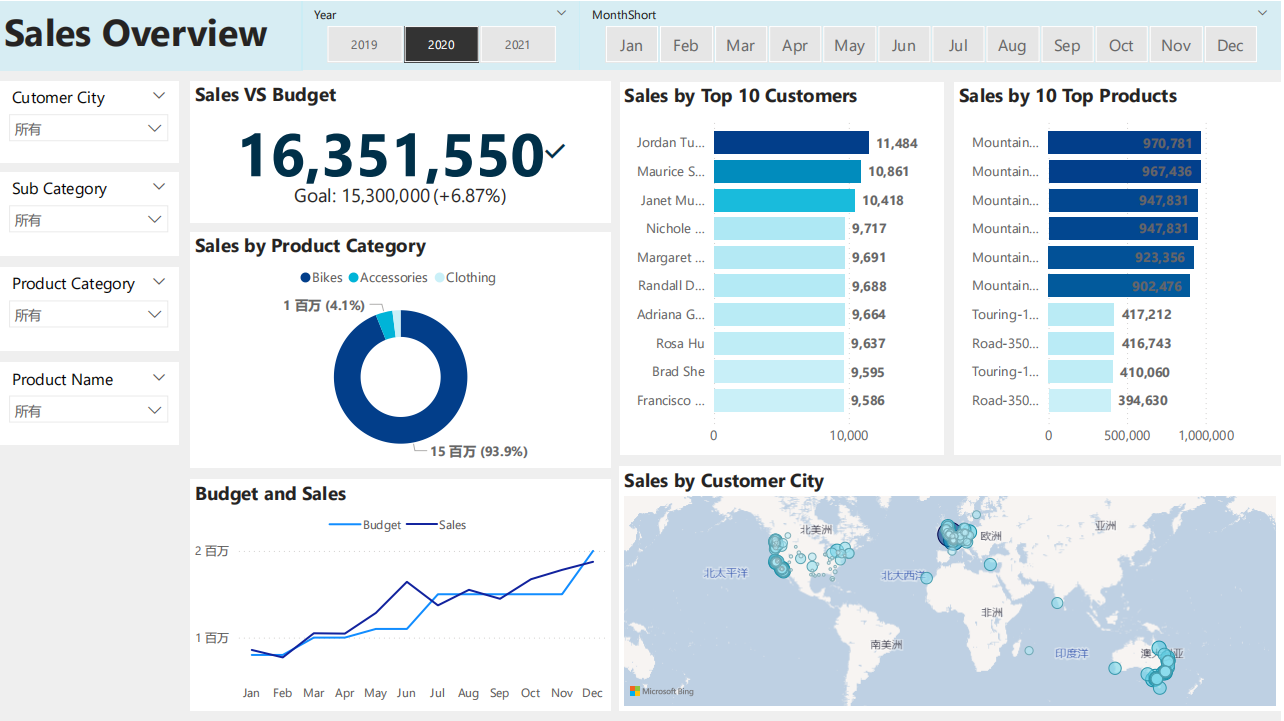 Sales Overview
Year
2019 2020 2021
MonthShort
Jan Feb Mar Apr May Jun Jul Aug Sep Oct Nov Dec
Cutomer City
所有
Sub Category
所有
Product Category
所有
Product Name
所有
Sales VS Budget
16,351,550
Goal: 15,300,000 (+6.87%)
Sales by Product Category
Bikes Accessories Clothing
1 百万 (4.1%)
15 百万 (93.9%)
Budget and Sales
Budget Sales
2 百万
1 百万
Jan Feb Mar Apr May Jun Jul Aug Sep Oct Nov Dec
Sales by Top 10 Customers
Jordan Tu... 11,484
Maurice S... 10,861
Janet Mu... 10,418
Nichole ... 9,717
Margaret ... 9,691
Randall D... 9,688
Adriana G... 9,664
Rosa Hu 9,637
Brad She 9,595
Francisco ... 9,586
0 10,000
Sales by 10 Top Products
Mountain... 970,781
Mountain... 967,436
Mountain... 947,831
Mountain... 947,831
Mountain... 923,356
Mountain... 902,476
Touring-1... 417,212
Road-350... 416,743
Touring-1... 410,060
Road-350... 394,630
0 500,000 1,000,000
Sales by Customer City
北美洲
欧洲
亚洲
北太平洋
北大西洋
非洲
南美洲
印度洋
Microsoft Bing